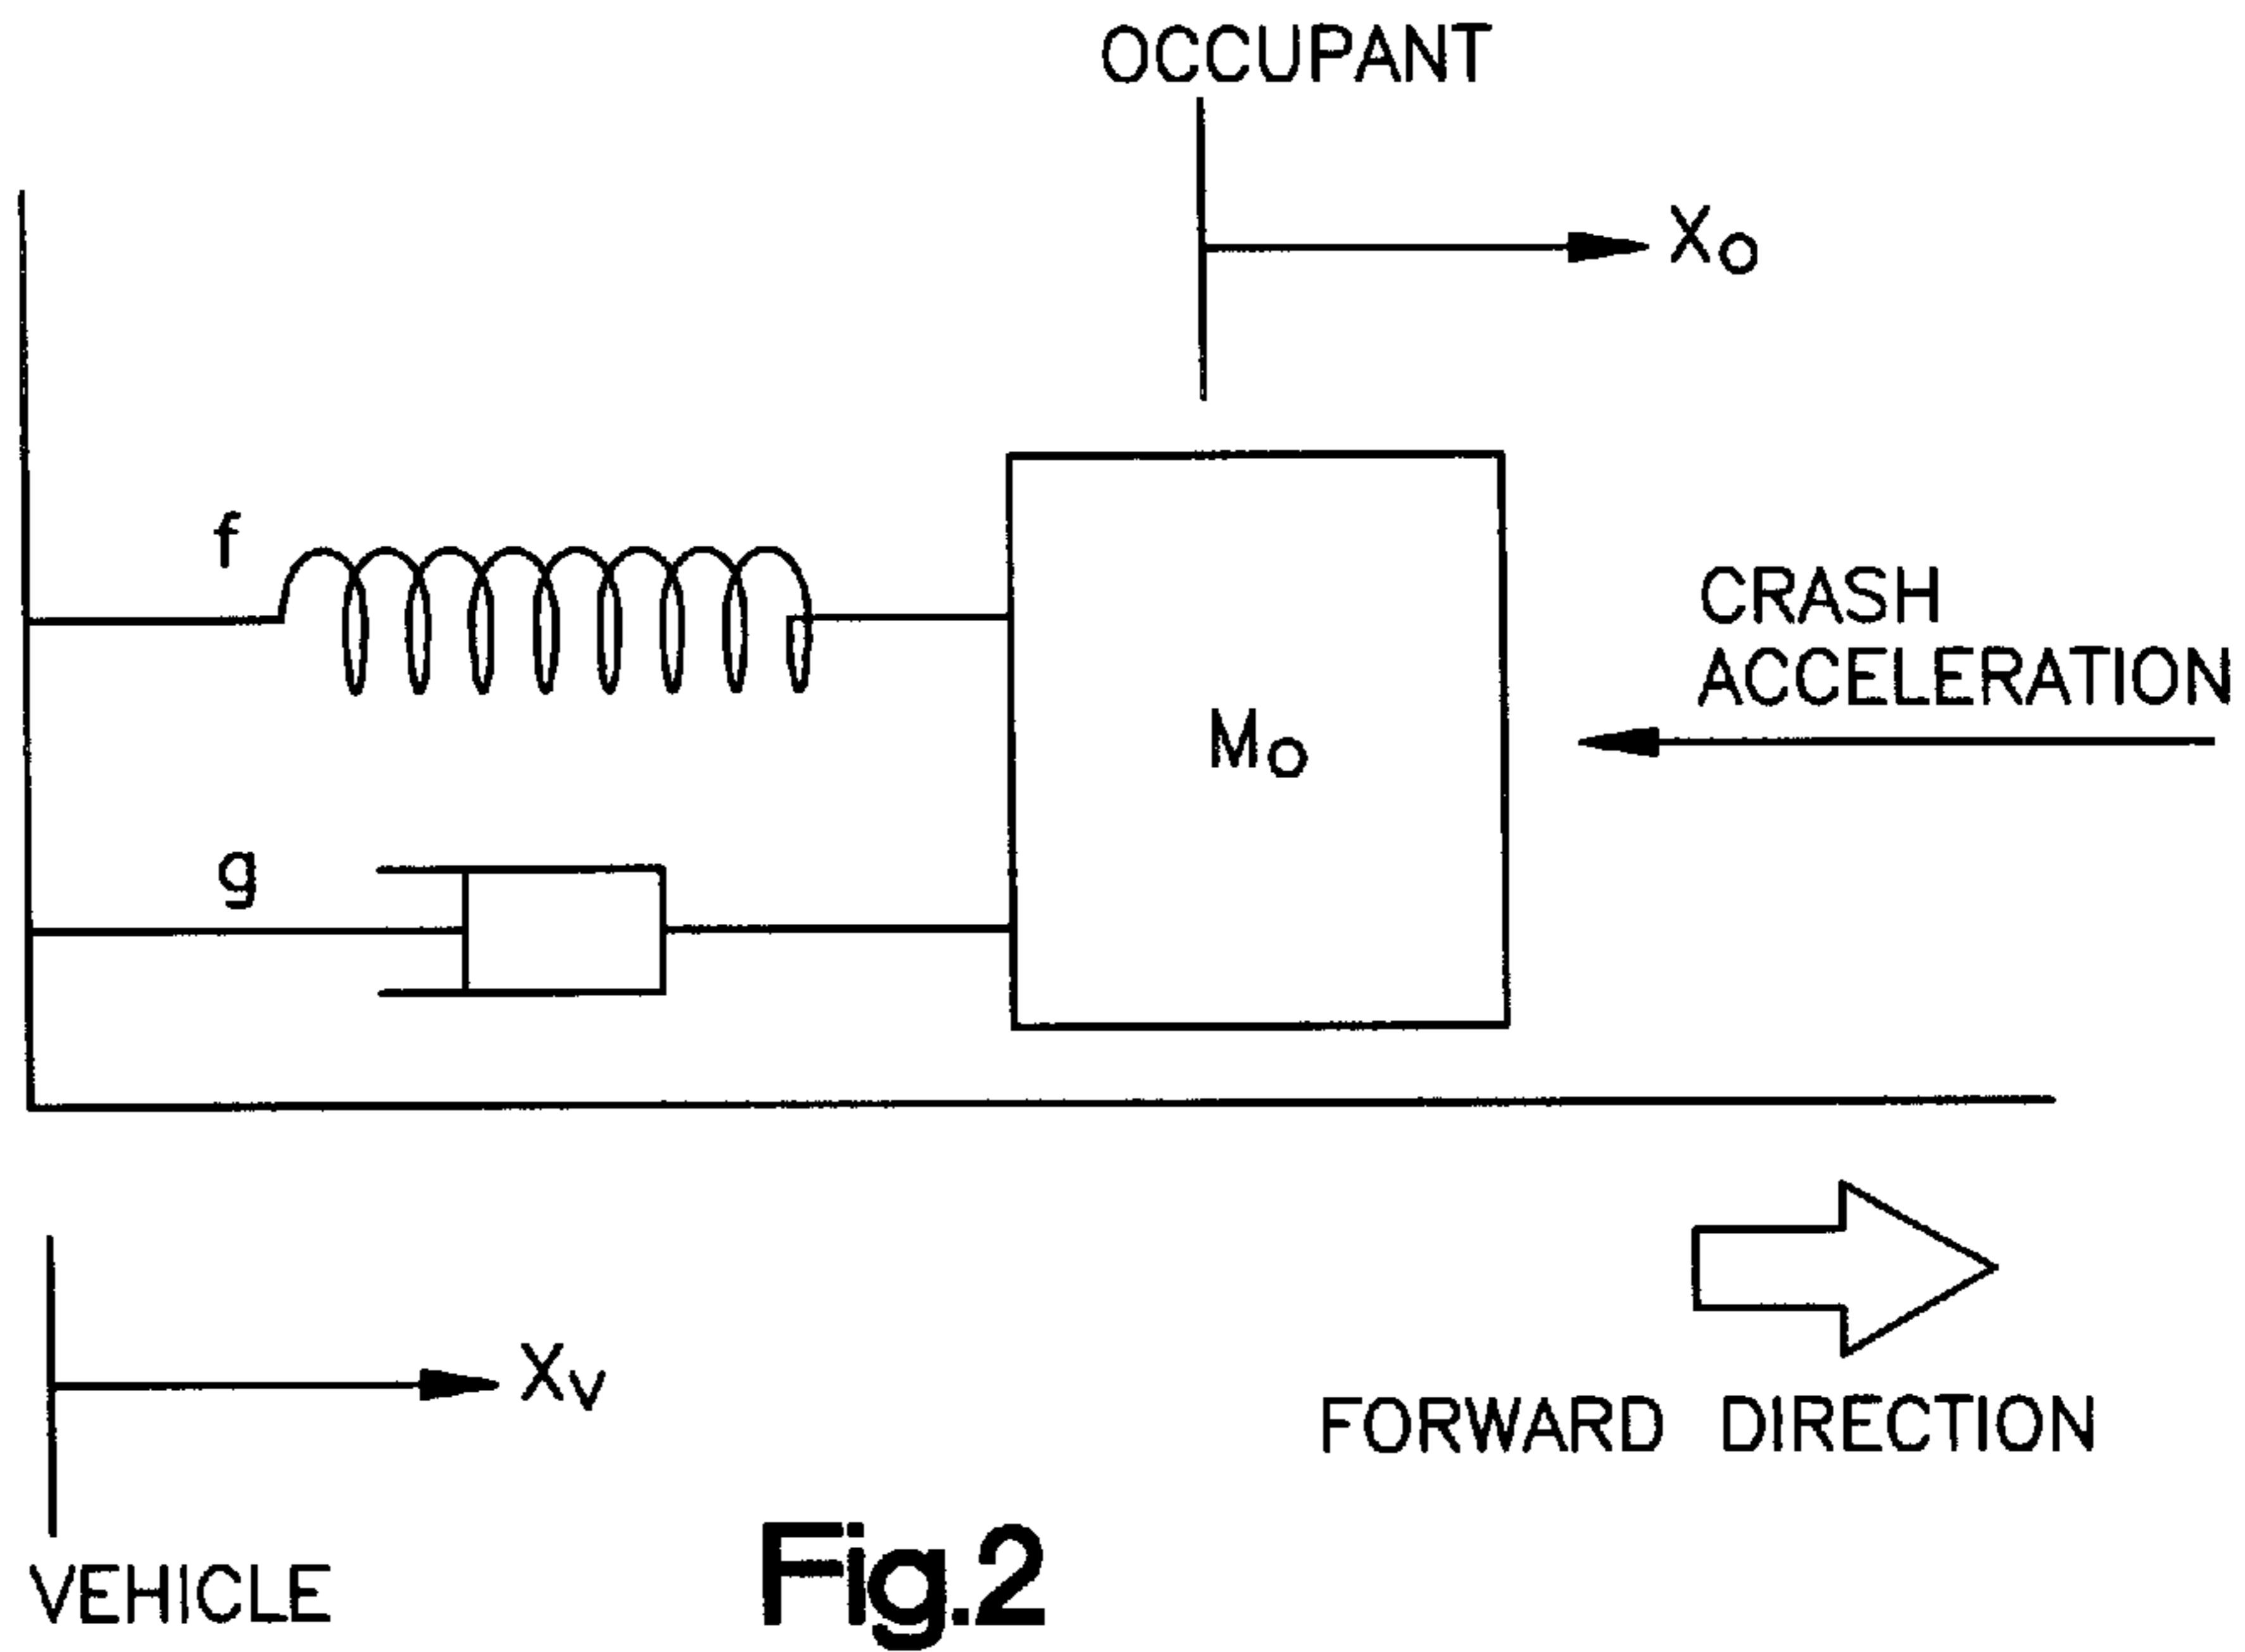 OCCUPANT
Xo
f
CRASH
ACCELERATION
Mo
g
Xv
FORWARD DIRECTION
VEHICLE
Fig.2